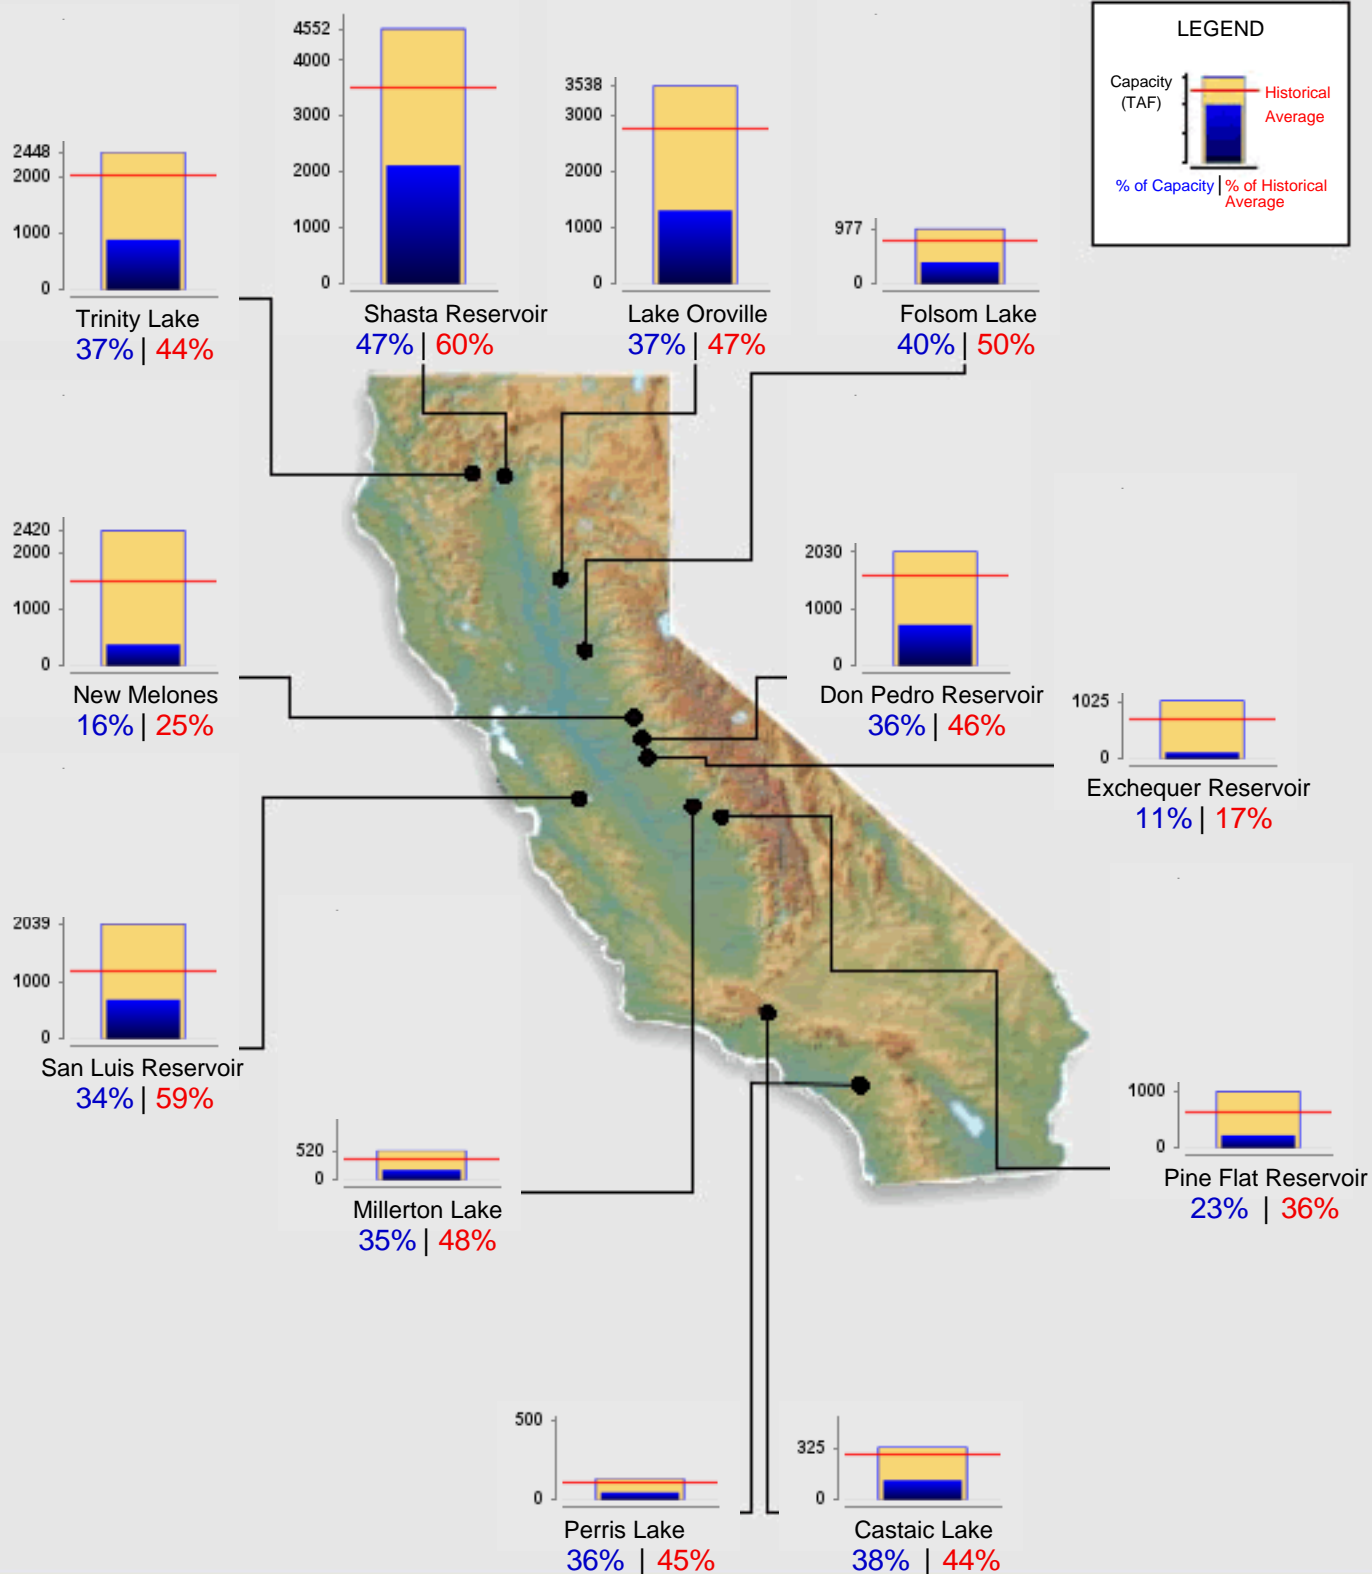 4552
4000
3000
2000
1000
0
Shasta Reservoir
47% | 60%
3538
3000
2000
1000
0
Lake Oroville
37% | 47%
LEGEND
Capacity
(TAF)
Historical
Average
% of Capacity | % of Historical
Average
2448
2000
1000
0
Trinity Lake
37% | 44%
977
0
Folsom Lake
40% | 50%
2420
2000
1000
0
New Melones
16% | 25%
2030
1000
0
Don Pedro Reservoir
36% | 46%
1025
0
Exchequer Reservoir
11% | 17%
2039
1000
0
San Luis Reservoir
34% | 59%
520
0
Millerton Lake
35% | 48%
1000
0
Pine Flat Reservoir
23% | 36%
500
0
Perris Lake
36% | 45%
325
0
Castaic Lake
38% | 44%